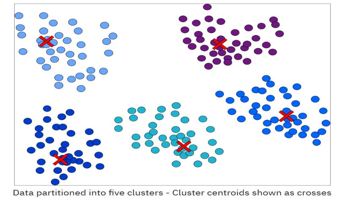 Data partitioned into five clusters - Cluster centroids shown as crosses